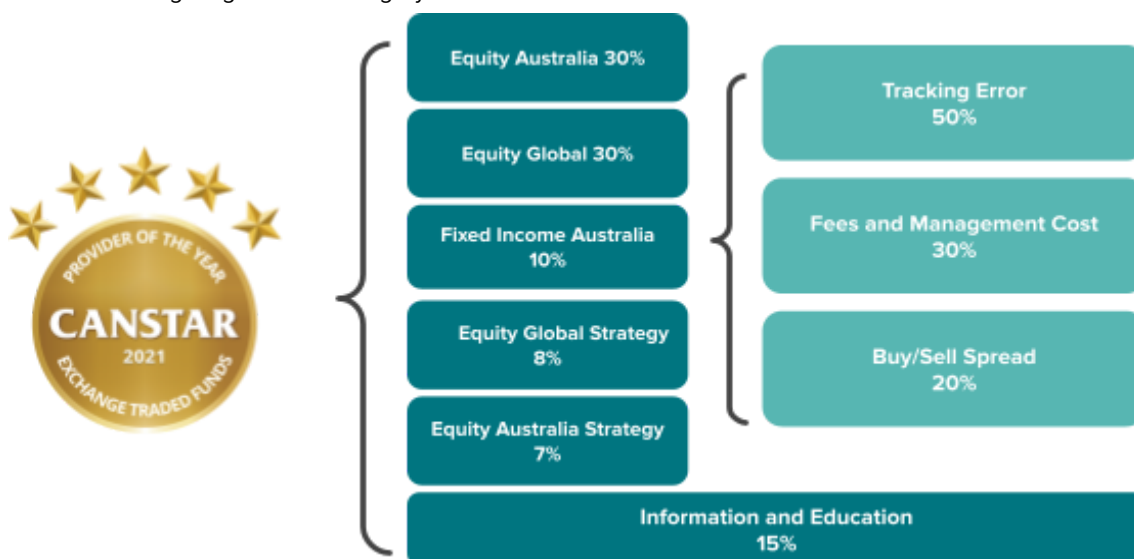 Equity Australia 30%
Equity Global 30%
Fixed Income Australia
10%
Equity Global Strategy
8%
Equity Australia Strategy
7%
Information and Education
15%
Tracking Error
50%
Fees and Management Cost
30%
Buy/Sell Spread
20%
PROVIDER OF THE YEAR
CANSTAR
2021
EXCHANGE TRADED FUNDS